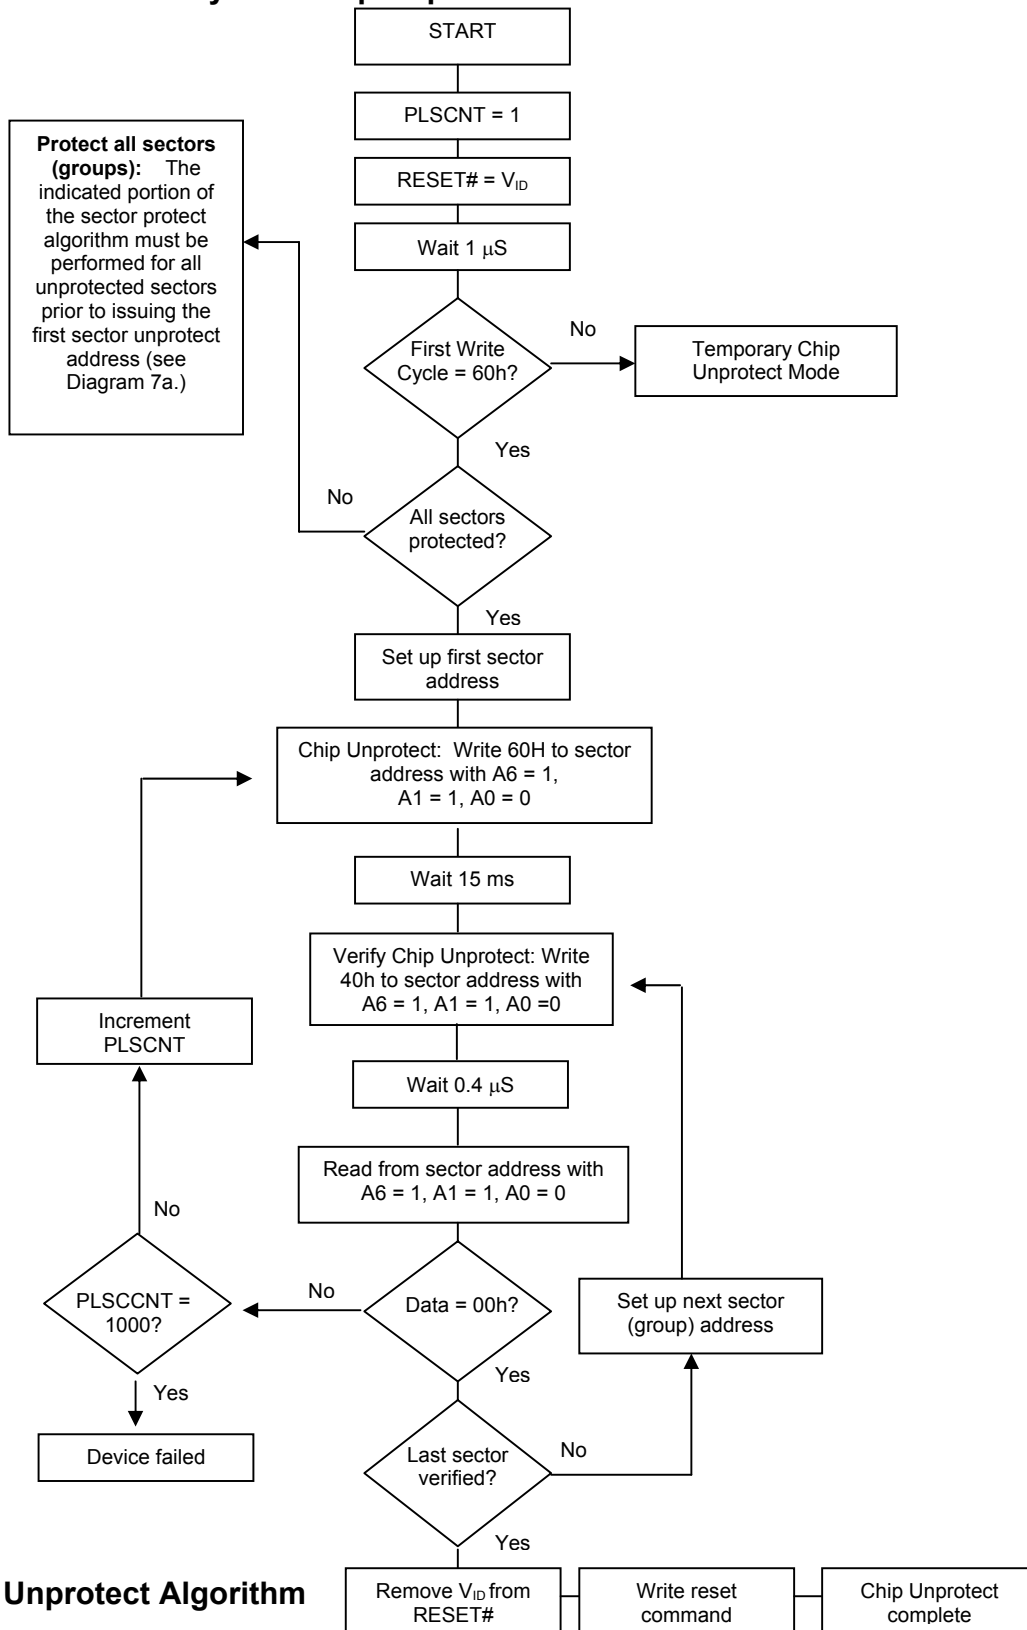 START
PLSCNT = 1
RESET# = VID
Wait 1 μS
Protect all sectors
(groups): The
indicated portion of
the sector protect
algorithm must be
performed for all
unprotected sectors
prior to issuing the
first sector unprotect
address (see
Diagram 7a.)
First Write
Cycle = 60h?
No
Temporary Chip
Unprotect Mode
Yes
All sectors
protected?
No
Yes
Set up first sector
address
Chip Unprotect: Write 60H to sector
address with A6 = 1,
A1 = 1, A0 = 0
Wait 15 ms
Verify Chip Unprotect: Write
40h to sector address with
A6 = 1, A1 = 1, A0 =0
Increment
PLSCNT
Wait 0.4 μS
Read from sector address with
A6 = 1, A1 = 1, A0 = 0
No
PLSCCNT =
1000?
No
Data = 00h?
Set up next sector
(group) address
Yes
Yes
Device failed
Last sector
verified?
No
Yes
Unprotect Algorithm
Remove VID from
RESET#
Write reset
command
Chip Unprotect
complete